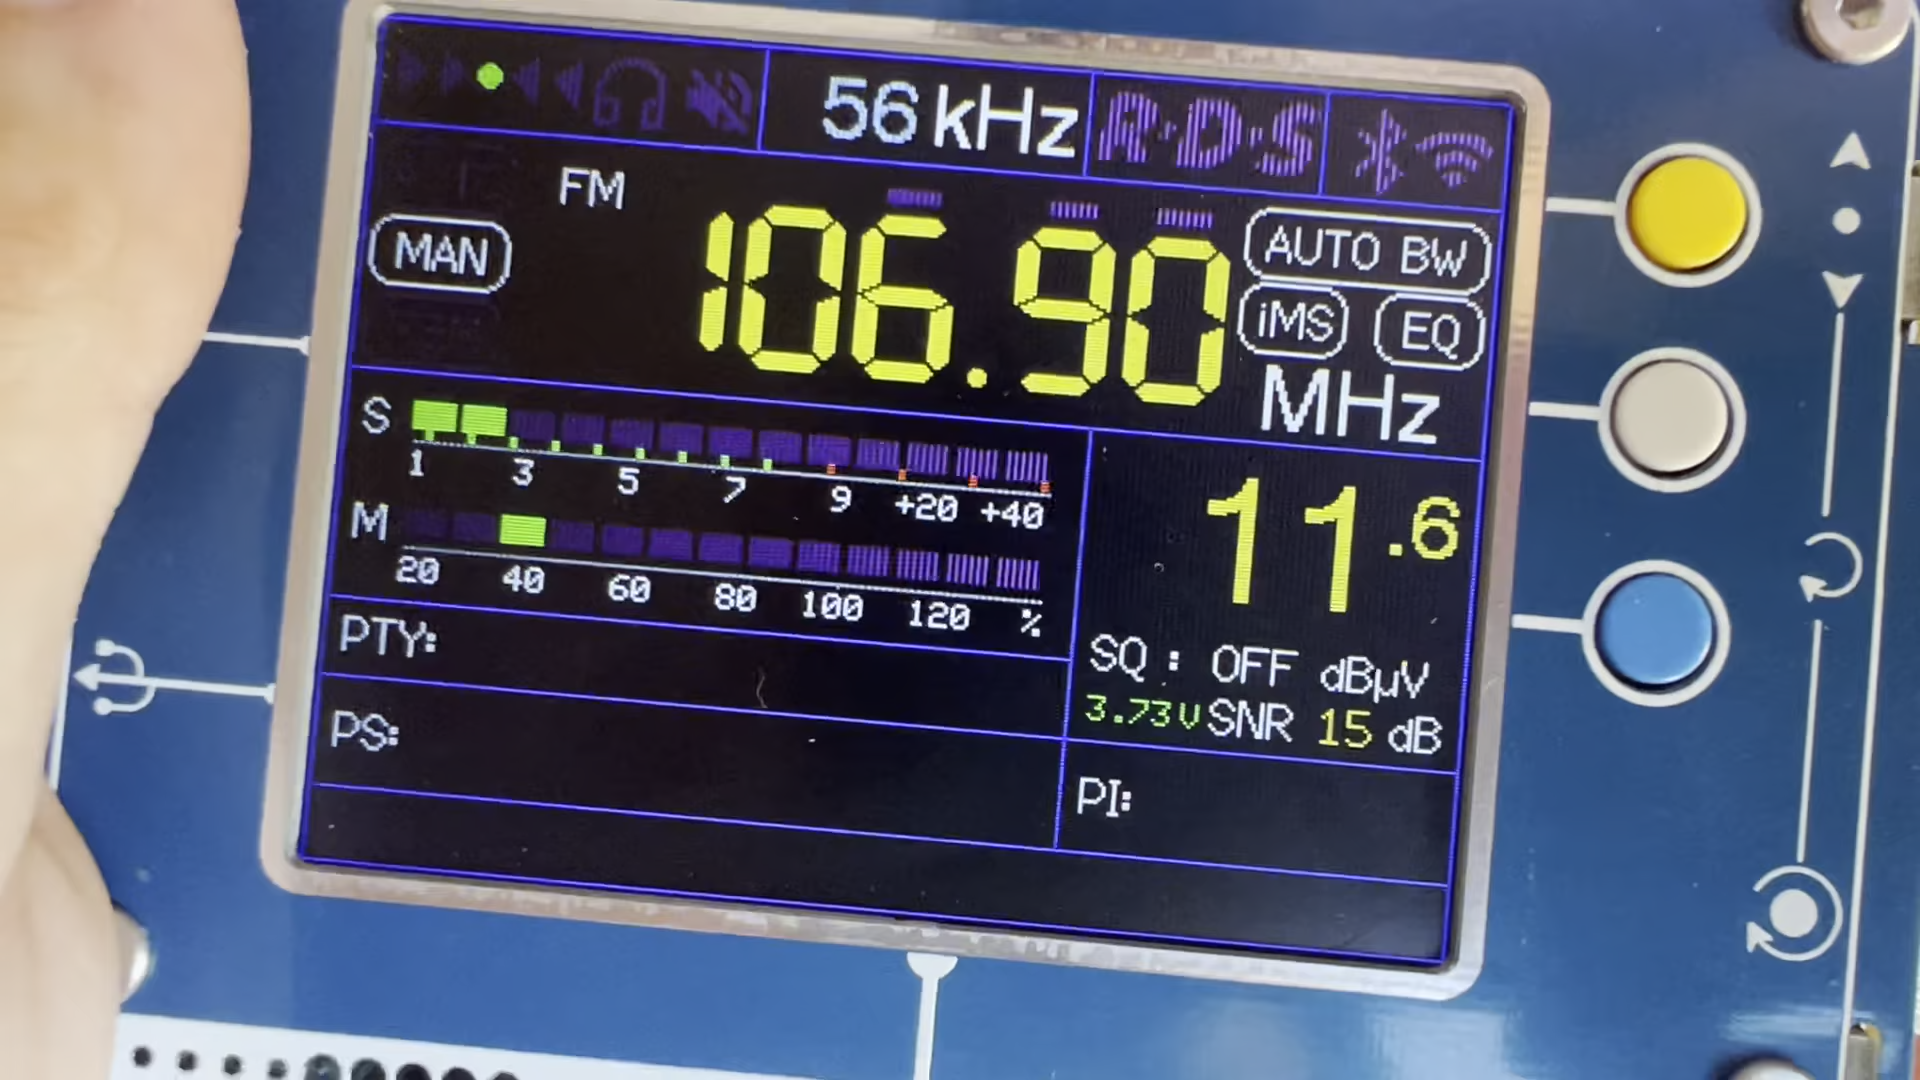 56 kHz R·D·S
FM
MAN 106.90 AUTO BW
iMS EQ
MHz
S
1 3 5 7 9 +20 +40
M
20 40 60 80 100 120 %
11.6
SQ : OFF dBµV
3.73V SNR 15 dB
PTY:
PS:
PI: